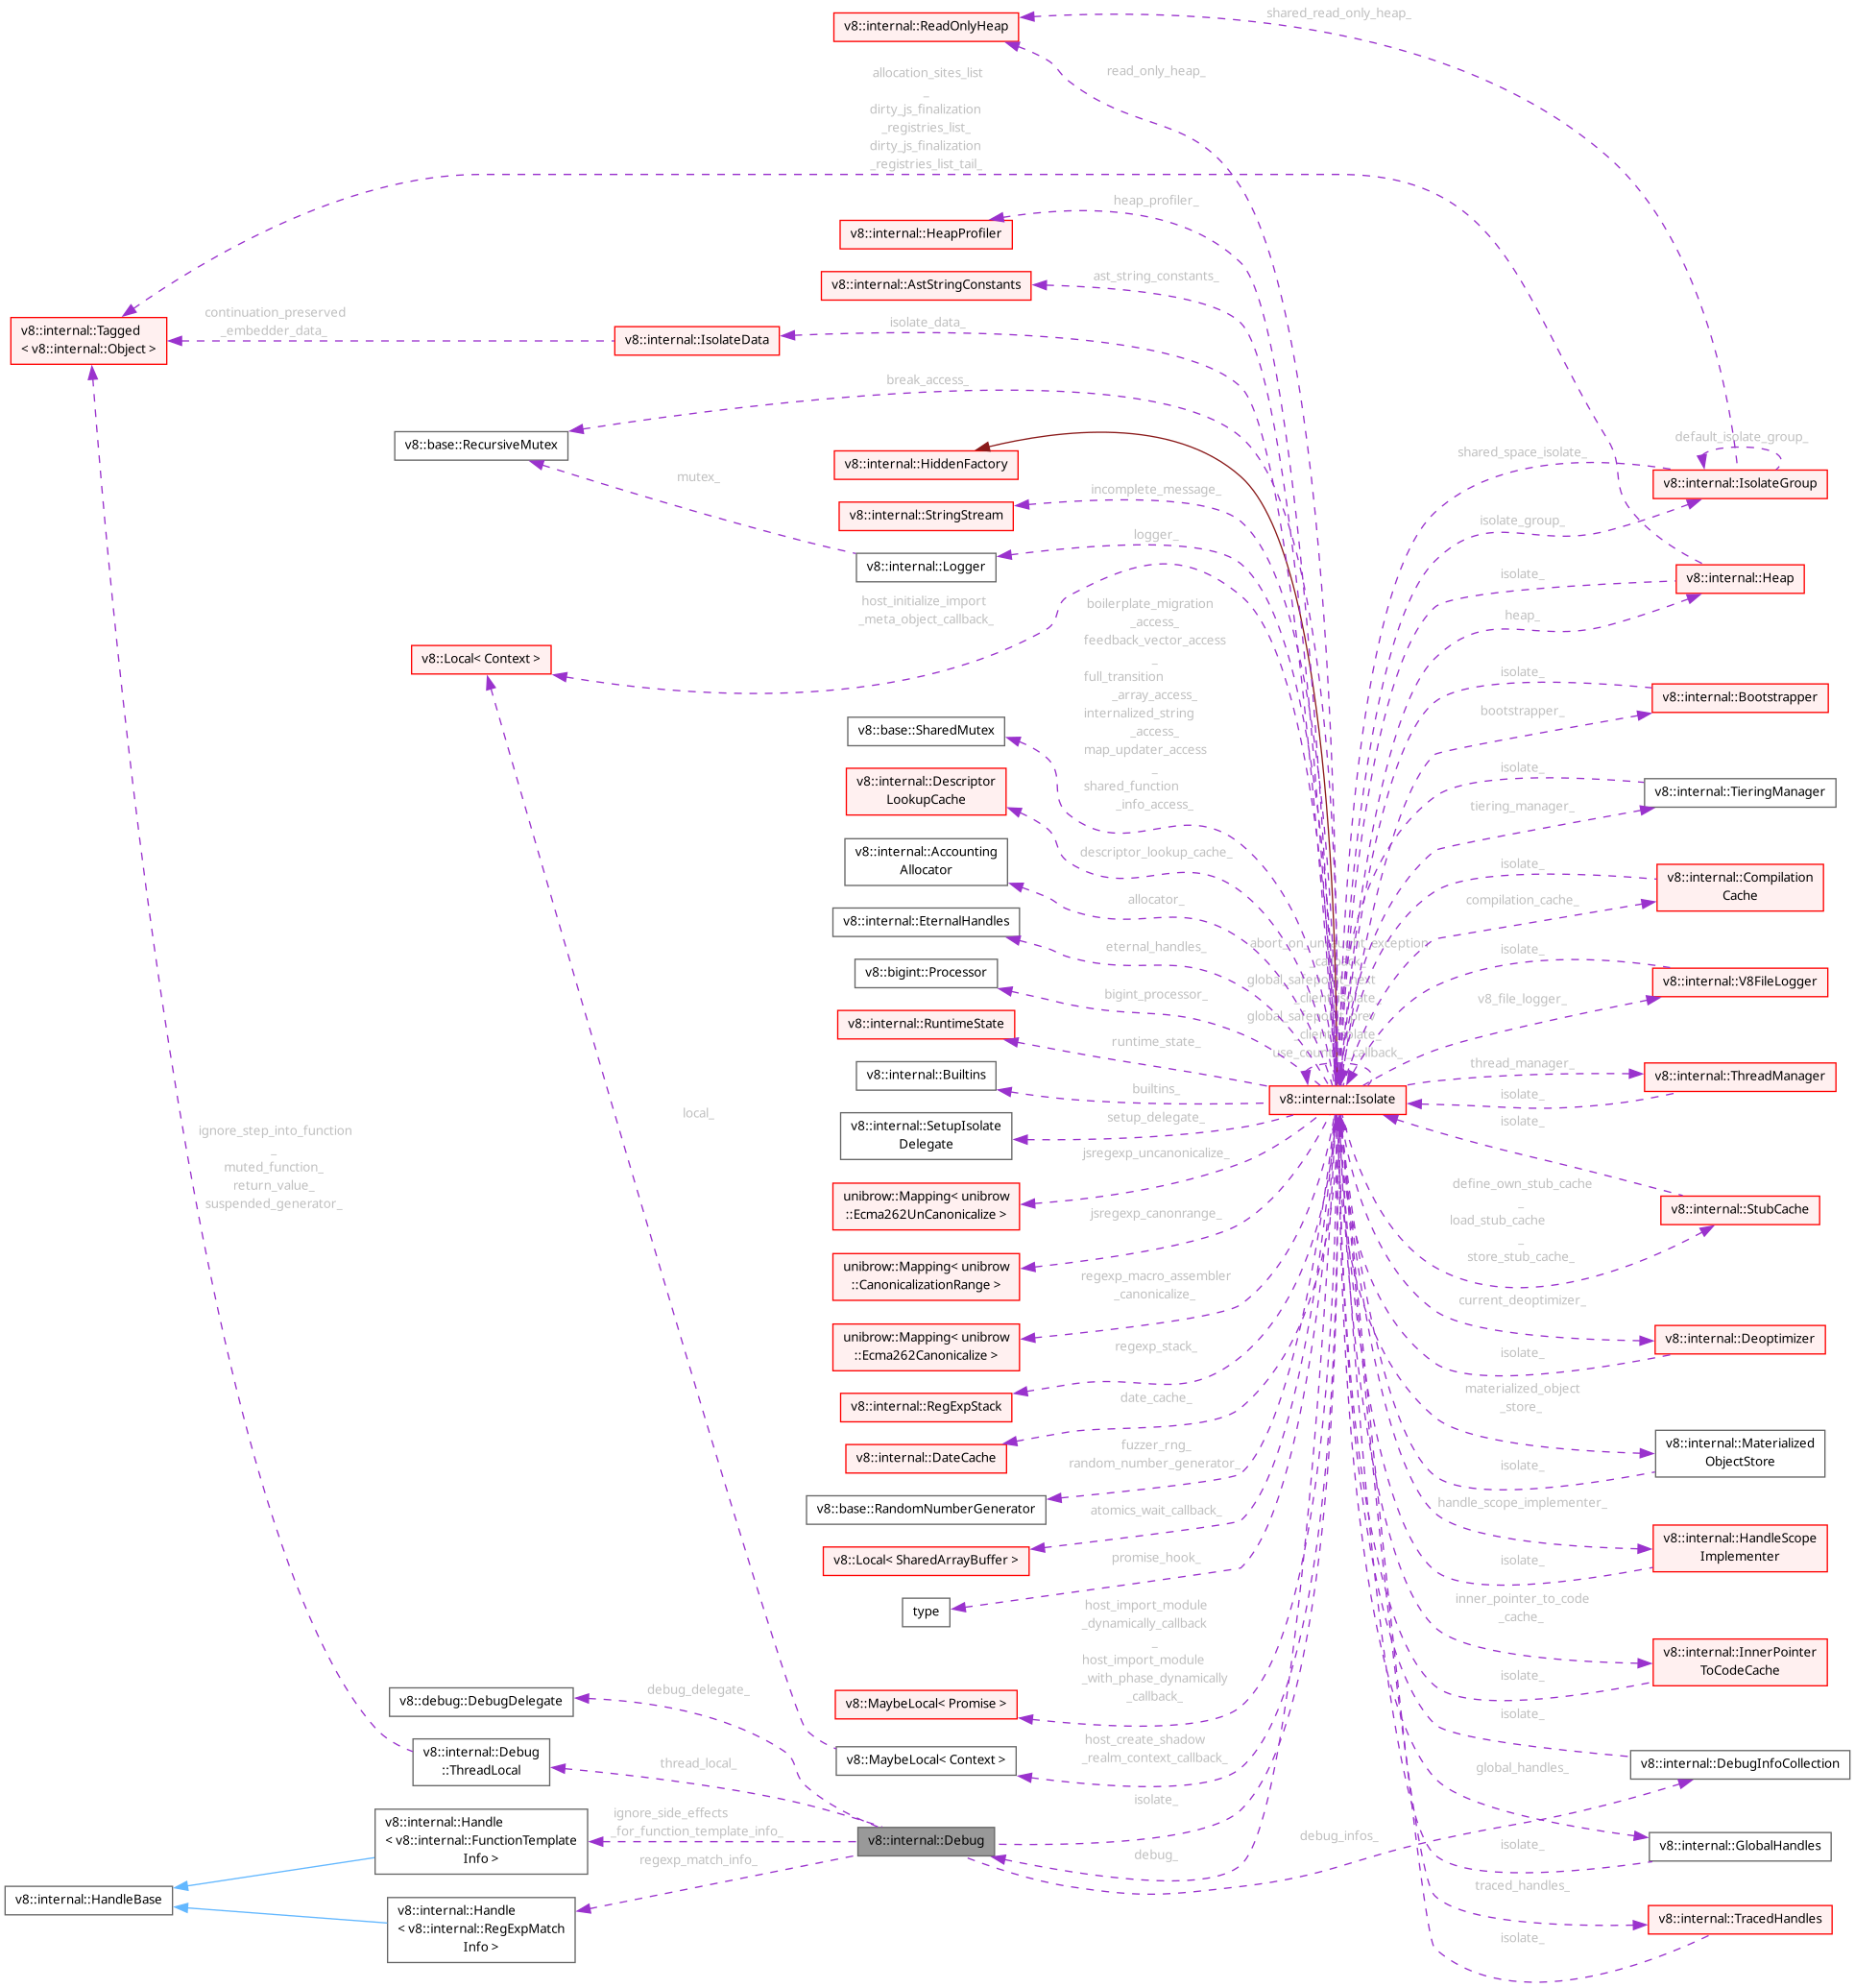 v8::internal::ReadOnlyHeap
shared_read_only_heap_
read_only_heap_
allocation_sites_list
_
dirty_js_finalization
_registries_list_
dirty_js_finalization
_registries_list_tail_
heap_profiler_
v8::internal::HeapProfiler
ast_string_constants_
v8::internal::AstStringConstants
continuation_preserved
_embedder_data_
v8::internal::Tagged
< v8::internal::Object >
isolate_data_
v8::internal::IsolateData
break_access_
v8::base::RecursiveMutex
v8::internal::HiddenFactory
default_isolate_group_
shared_space_isolate_
v8::internal::IsolateGroup
mutex_
incomplete_message_
v8::internal::StringStream
isolate_group_
logger_
v8::internal::Logger
isolate_
v8::internal::Heap
host_initialize_import
_meta_object_callback_
heap_
boilerplate_migration
_access_
feedback_vector_access
_
full_transition
_array_access_
internalized_string
_access_
map_updater_access
_
shared_function
_info_access_
v8::Local< Context >
isolate_
v8::internal::Bootstrapper
bootstrapper_
v8::base::SharedMutex
isolate_
v8::internal::TieringManager
tiering_manager_
v8::internal::Descriptor
LookupCache
descriptor_lookup_cache_
v8::internal::Accounting
Allocator
allocator_
isolate_
v8::internal::Compilation
Cache
compilation_cache_
v8::internal::EternalHandles
eternal_handles_
abort_on_uncaught_exception
_callback_
global_safepoint_next
_client_isolate_
global_safepoint_prev
_client_isolate_
use_counter_callback_
isolate_
v8::internal::V8FileLogger
v8_file_logger_
v8::bigint::Processor
bigint_processor_
v8::internal::RuntimeState
runtime_state_
v8::internal::Builtins
builtins_
v8::internal::Isolate
thread_manager_
v8::internal::ThreadManager
isolate_
isolate_
local_
v8::internal::SetupIsolate
Delegate
setup_delegate_
ignore_step_into_function
_
muted_function_
return_value_
suspended_generator_
jsregexp_uncanonicalize_
unibrow::Mapping< unibrow
::Ecma262UnCanonicalize >
define_own_stub_cache
_
load_stub_cache
_
store_stub_cache_
v8::internal::StubCache
jsregexp_canonrange_
unibrow::Mapping< unibrow
::CanonicalizationRange >
regexp_macro_assembler
_canonicalize_
unibrow::Mapping< unibrow
::Ecma262Canonicalize >
current_deoptimizer_
v8::internal::Deoptimizer
isolate_
regexp_stack_
v8::internal::RegExpStack
date_cache_
v8::internal::DateCache
materialized_object
_store_
v8::internal::Materialized
ObjectStore
isolate_
fuzzer_rng_
random_number_generator_
v8::base::RandomNumberGenerator
handle_scope_implementer_
v8::internal::HandleScope
Implementer
isolate_
atomics_wait_callback_
v8::Local< SharedArrayBuffer >
promise_hook_
type
inner_pointer_to_code
_cache_
v8::internal::InnerPointer
ToCodeCache
isolate_
host_import_module
_dynamically_callback
_
host_import_module
_with_phase_dynamically
_callback_
v8::MaybeLocal< Promise >
debug_delegate_
v8::debug::DebugDelegate
isolate_
v8::internal::DebugInfoCollection
host_create_shadow
_realm_context_callback_
v8::MaybeLocal< Context >
thread_local_
v8::internal::Debug
::ThreadLocal
global_handles_
isolate_
ignore_side_effects
_for_function_template_info_
v8::internal::Handle
< v8::internal::FunctionTemplate
Info >
v8::internal::Debug
debug_infos_
v8::internal::GlobalHandles
isolate_
debug_
regexp_match_info_
traced_handles_
v8::internal::HandleBase
v8::internal::Handle
< v8::internal::RegExpMatch
Info >
v8::internal::TracedHandles
isolate_